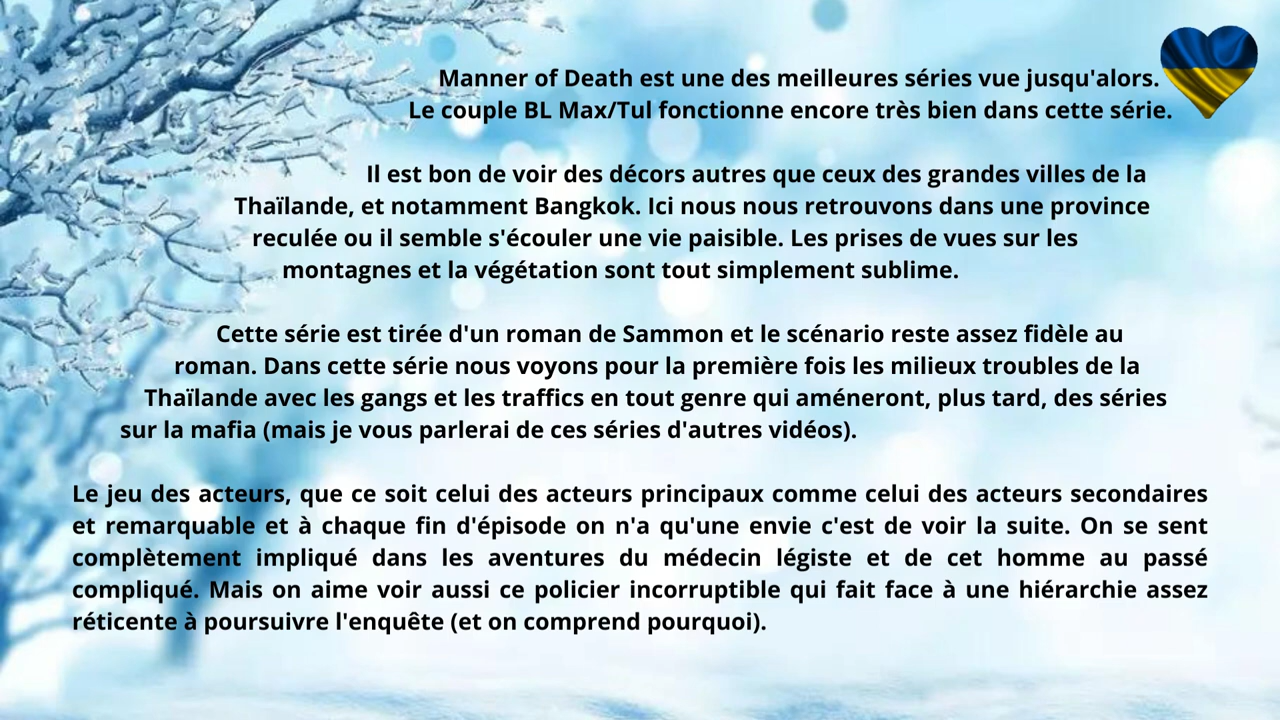 Manner of Death est une des meilleures séries vue jusqu'alors.
Le couple BL Max/Tul fonctionne encore très bien dans cette série.
Il est bon de voir des décors autres que ceux des grandes villes de la
Thaïlande, et notamment Bangkok. Ici nous nous retrouvons dans une province
reculée ou il semble s'écouler une vie paisible. Les prises de vues sur les
montagnes et la végétation sont tout simplement sublime.
Cette série est tirée d'un roman de Sammon et le scénario reste assez fidèle au
roman. Dans cette série nous voyons pour la première fois les milieux troubles de la
Thaïlande avec les gangs et les traffics en tout genre qui améneront, plus tard, des séries
sur la mafia (mais je vous parlerai de ces séries d'autres vidéos).
Le jeu des acteurs, que ce soit celui des acteurs principaux comme celui des acteurs secondaires
et remarquable et à chaque fin d'épisode on n'a qu'une envie c'est de voir la suite. On se sent
complètement impliqué dans les aventures du médecin légiste et de cet homme au passé
compliqué. Mais on aime voir aussi ce policier incorruptible qui fait face à une hiérarchie assez
réticente à poursuivre l'enquête (et on comprend pourquoi).